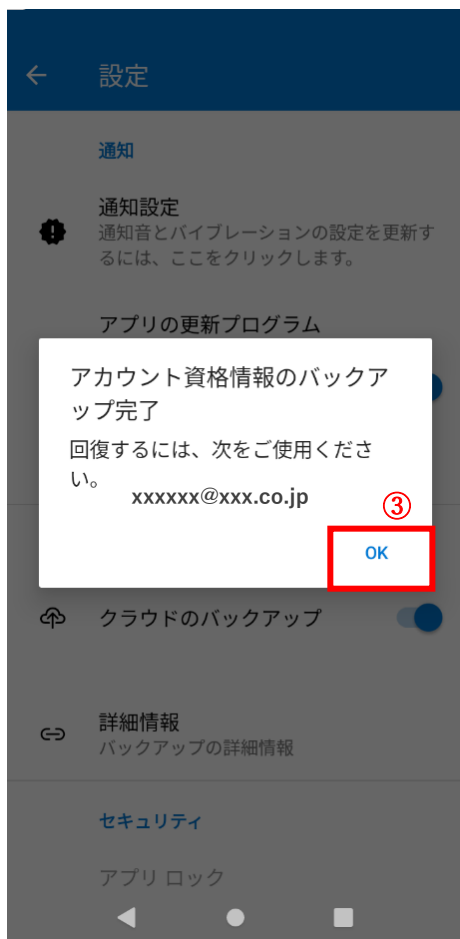 設定
通知
通知設定
通知音とバイブレーションの設定を更新す
るには、ここをクリックします。
アプリの更新プログラム
アカウント資格情報のバックア
ップ完了
回復するには、次をご使用くださ
い。
xxxxxx@xxx.co.jp
③
OK
クラウドのバックアップ
詳細情報
バックアップの詳細情報
セキュリティ
アプリ ロック